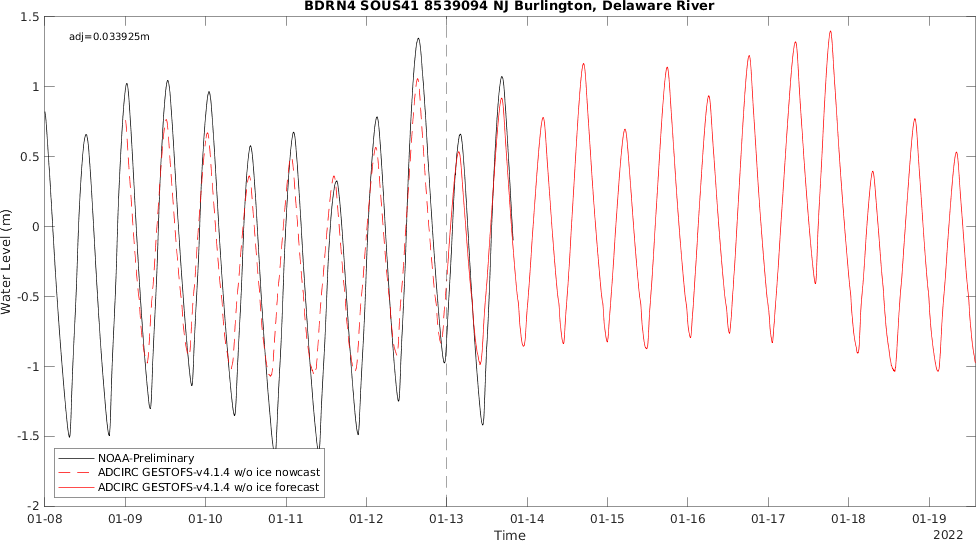 BDRN4 SOUS41 8539094 NJ Burlington, Delaware River
adj=0.033925m
1.5
1
0.5
0
-0.5
-1
-1.5
-2
Water Level (m)
NOAA-Preliminary
ADCIRC GESTOFS-v4.1.4 w/o ice nowcast
ADCIRC GESTOFS-v4.1.4 w/o ice forecast
01-08 01-09 01-10 01-11 01-12 01-13 01-14 01-15 01-16 01-17 01-18 01-19
Time
2022